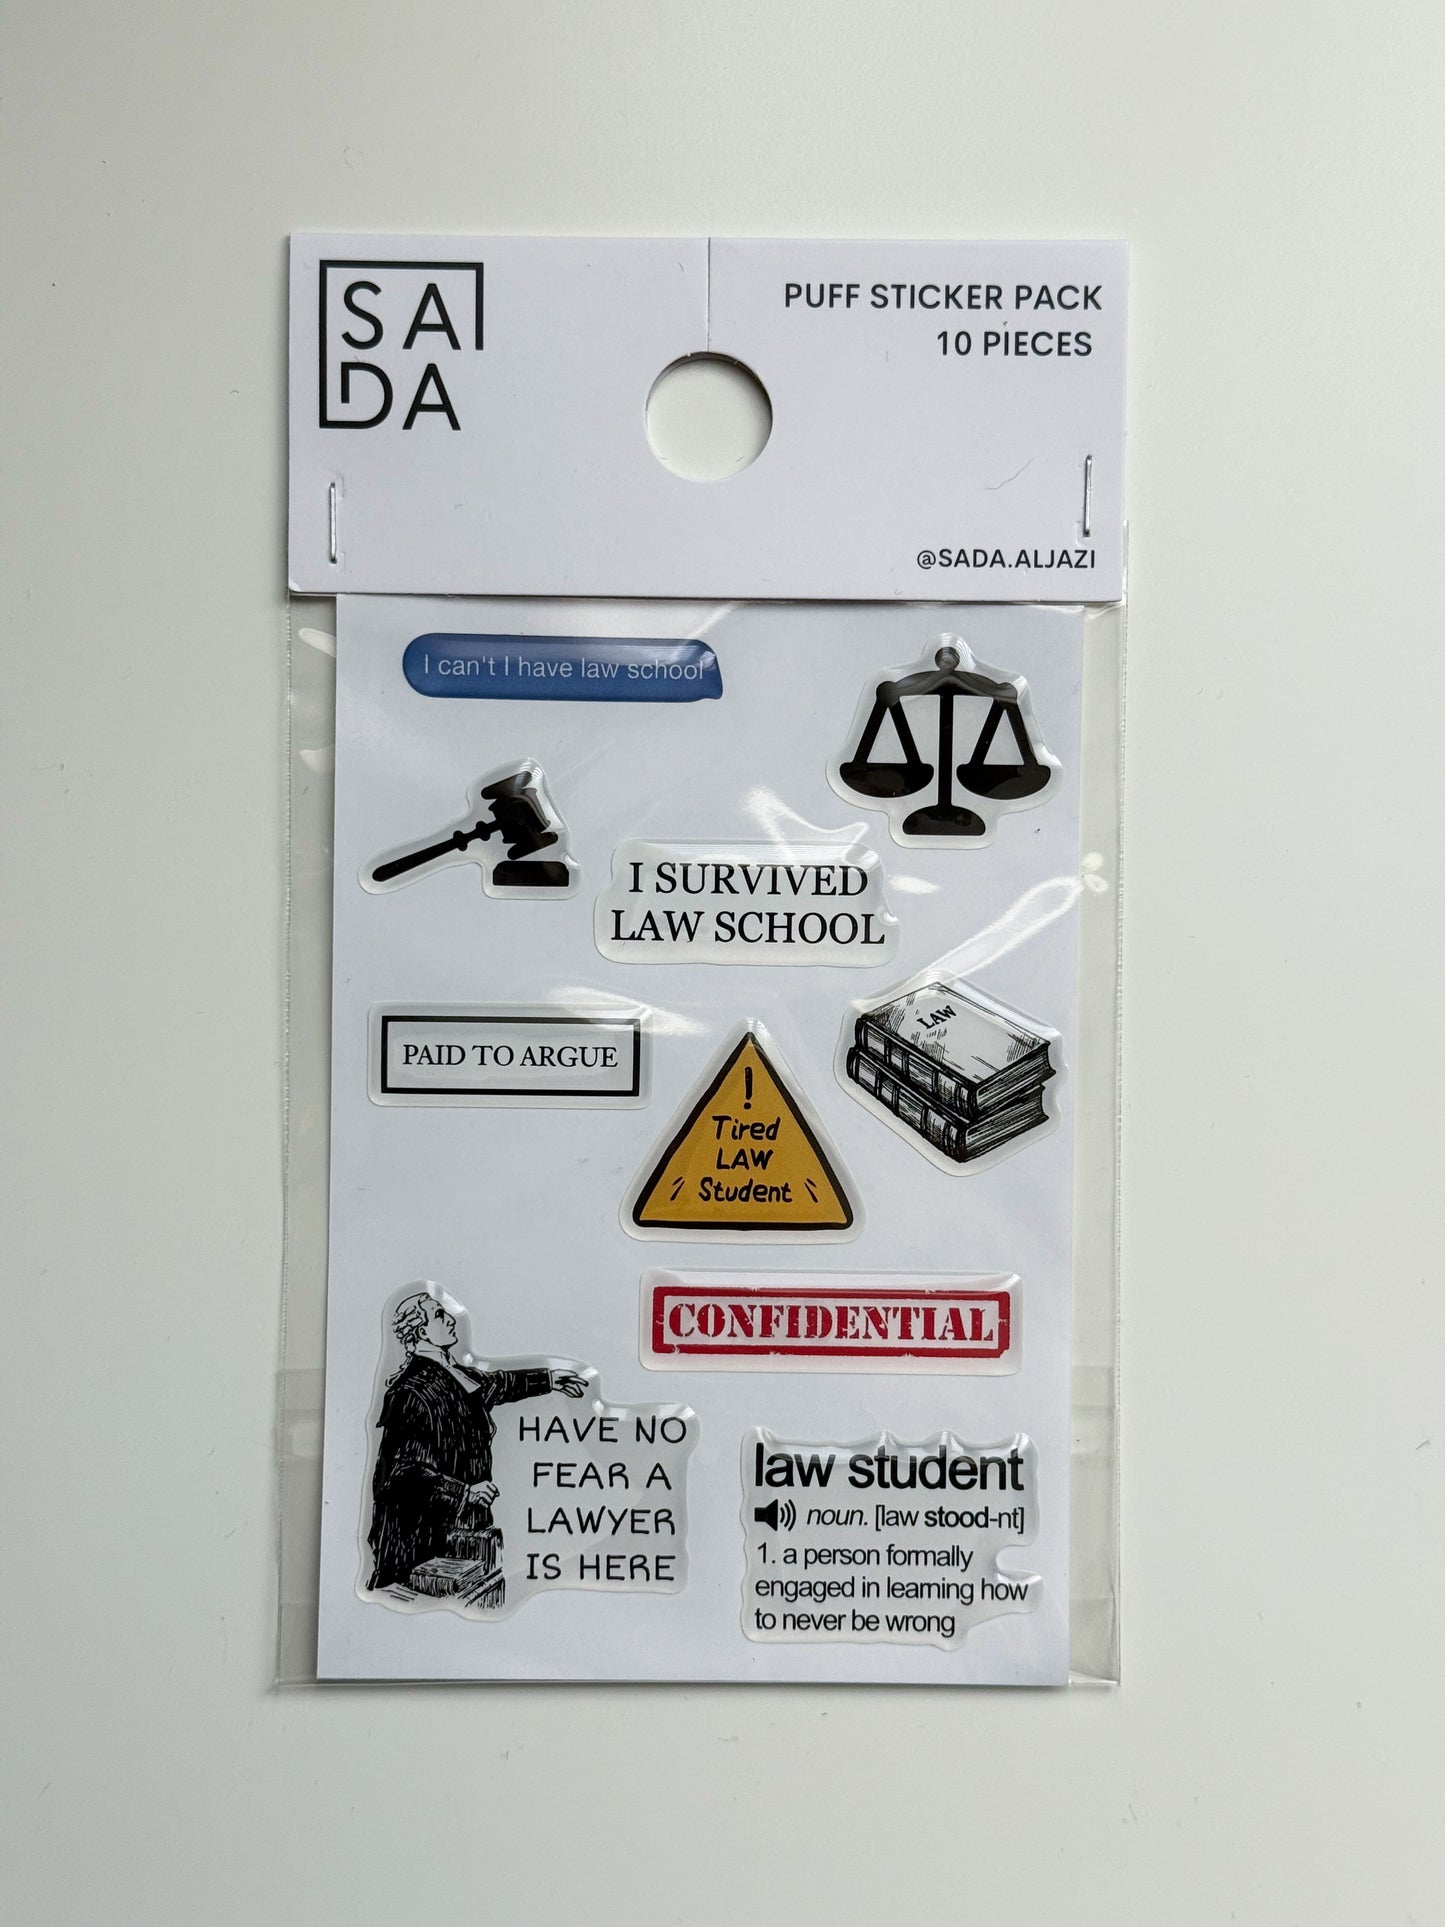 SA
DA
PUFF STICKER PACK
10 PIECES
@SADA.ALJAZI
I can't I have law school
I SURVIVED
LAW SCHOOL
PAID TO ARGUE
LAW
!
Tired
LAW
Student
CONFIDENTIAL
HAVE NO
FEAR A
LAWYER
IS HERE
law student
noun. [law stood-nt]
1. a person formally
engaged in learning how
to never be wrong